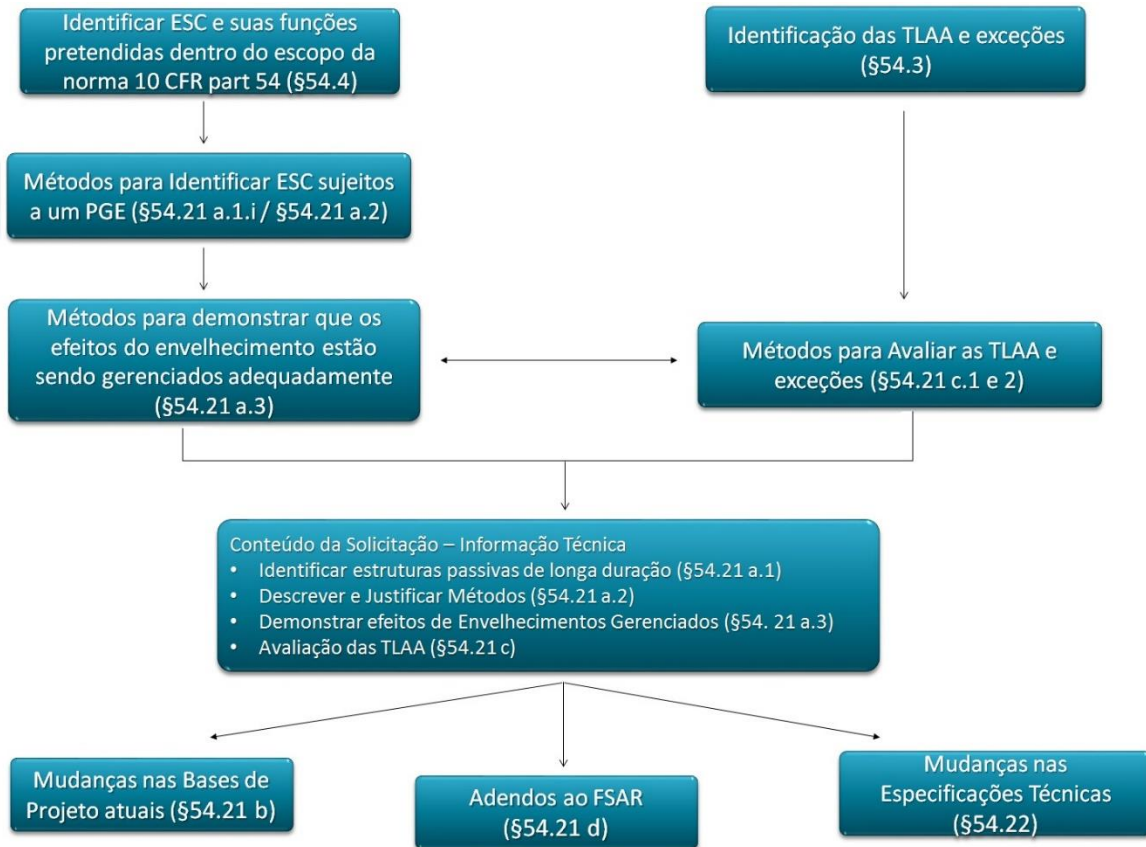 Identificar ESC e suas funções
pretendidas dentro do escopo da
norma 10 CFR part 54 (§54.4)
Identificação das TLAA e exceções
(§54.3)
Métodos para Identificar ESC sujeitos
a um PGE (§54.21 a.1.i / §54.21 a.2)
Métodos para demonstrar que os
efeitos do envelhecimento estão
sendo gerenciados adequadamente
(§54.21 a.3)
Métodos para Avaliar as TLAA e
exceções (§54.21 c.1 e 2)
Conteúdo da Solicitação – Informação Técnica
• Identificar estruturas passivas de longa duração (§54.21 a.1)
• Descrever e Justificar Métodos (§54.21 a.2)
• Demonstrar efeitos de Envelhecimentos Gerenciados (§54. 21 a.3)
• Avaliação das TLAA (§54.21 c)
Mudanças nas Bases de
Projeto atuais (§54.21 b)
Adendos ao FSAR
(§54.21 d)
Mudanças nas
Especificações Técnicas
(§54.22)